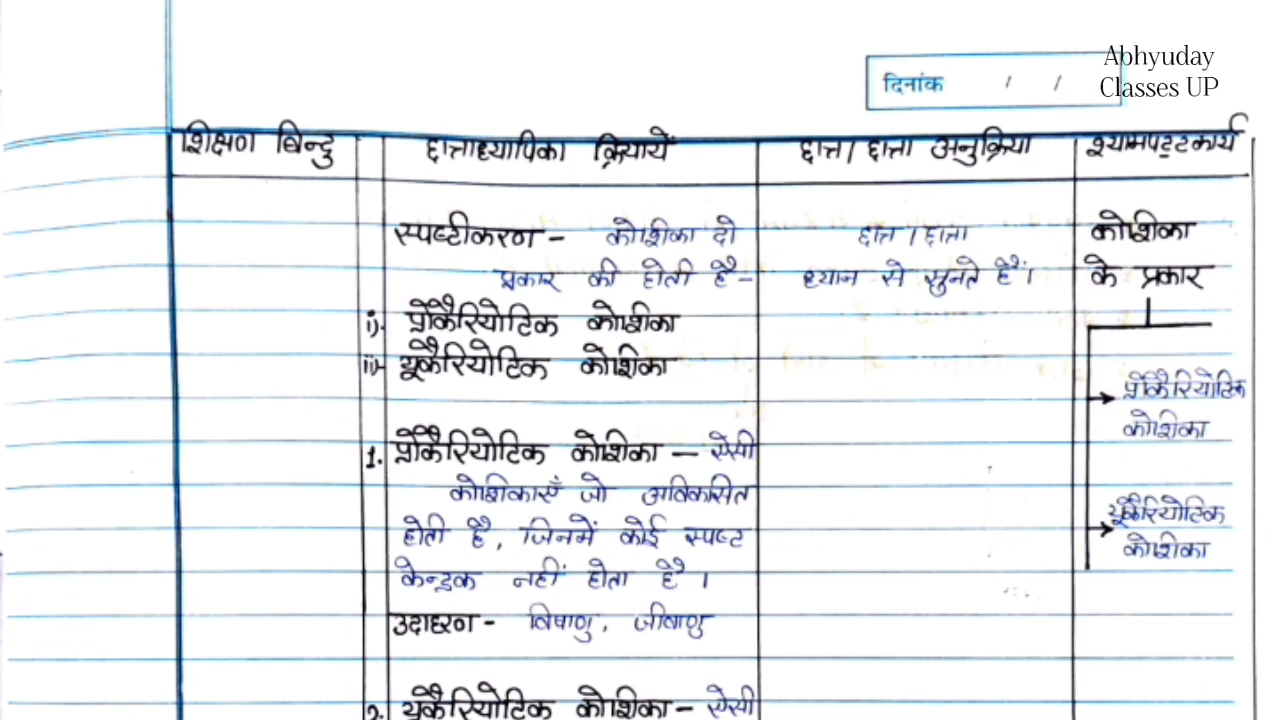 Abhyuday
Classes UP
दिनांक / /
शिक्षण बिन्दु छात्राध्यापिका क्रियायें छात्र/छात्रा अनुक्रिया श्यामपट्टकार्य
स्पष्टीकरण - कोशिका दो छात्र/छात्रा कोशिका
प्रकार की होती है - ध्यान से सुनते हैं। के प्रकार
i) प्रोकैरियोटिक कोशिका
ii) यूकैरियोटिक कोशिका
प्रोकैरियोटिक
कोशिका
1. प्रोकैरियोटिक कोशिका — ऐसी
कोशिकाएँ जो अविकसित
होती है, जिनमें कोई स्पष्ट
यूकैरियोटिक
कोशिका
केन्द्रक नहीं होता है।
उदाहरण - विषाणु, जीवाणु
2. यूकैरियोटिक कोशिका - ऐसी